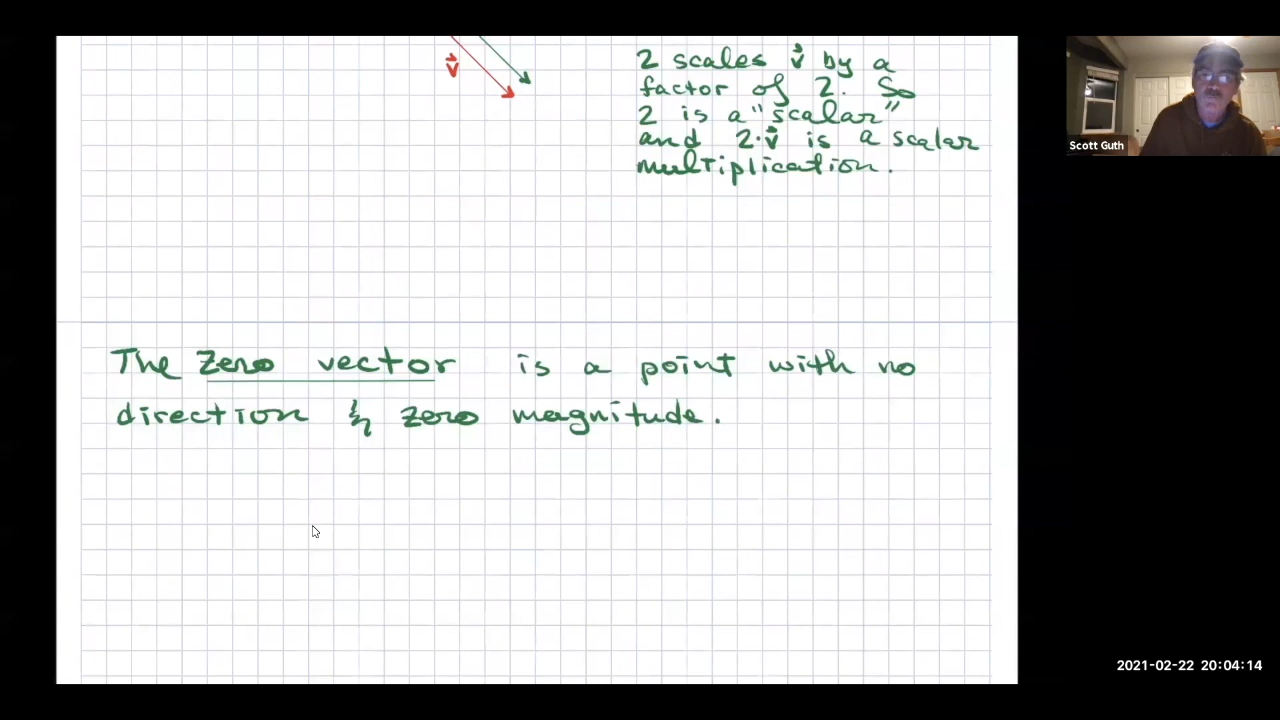 2 scales v⃗ by a
factor of 2. So
2 is a "scalar"
and 2·v⃗ is a scalar
multiplication.
v⃗
Scott Guth
The zero vector is a point with no
direction & zero magnitude.
2021-02-22 20:04:14